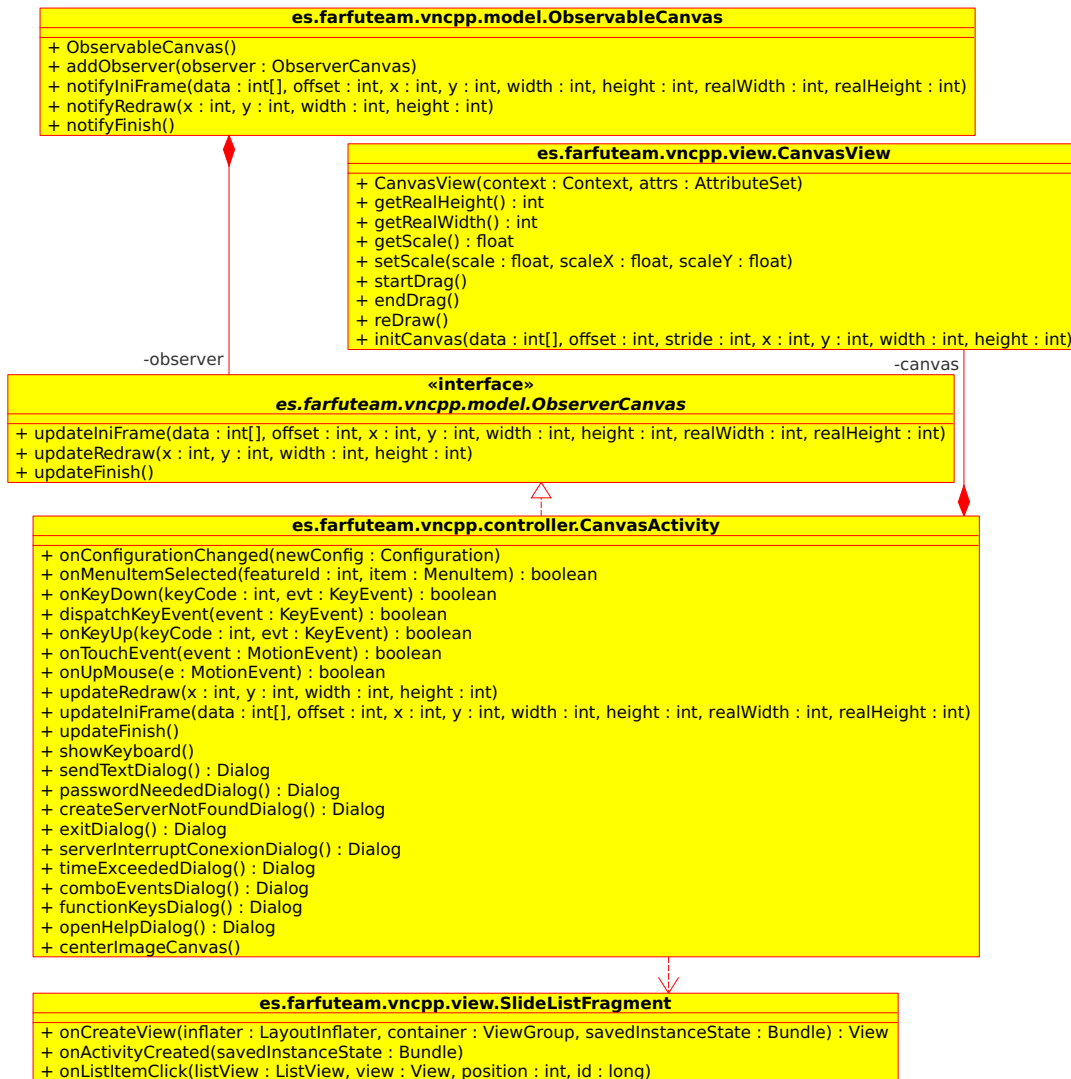 es.farfuteam.vncpp.model.ObservableCanvas
+ ObservableCanvas()
+ addObserver(observer : ObserverCanvas)
+ notifyIniFrame(data : int[], offset : int, x : int, y : int, width : int, height : int, realWidth : int, realHeight : int)
+ notifyRedraw(x : int, y : int, width : int, height : int)
+ notifyFinish()
es.farfuteam.vncpp.view.CanvasView
+ CanvasView(context : Context, attrs : AttributeSet)
+ getRealHeight() : int
+ getRealWidth() : int
+ getScale() : float
+ setScale(scale : float, scaleX : float, scaleY : float)
+ startDrag()
+ endDrag()
+ reDraw()
+ initCanvas(data : int[], offset : int, stride : int, x : int, y : int, width : int, height : int)
-observer
-canvas
«interface»
es.farfuteam.vncpp.model.ObserverCanvas
+ updateIniFrame(data : int[], offset : int, x : int, y : int, width : int, height : int, realWidth : int, realHeight : int)
+ updateRedraw(x : int, y : int, width : int, height : int)
+ updateFinish()
es.farfuteam.vncpp.controller.CanvasActivity
+ onConfigurationChanged(newConfig : Configuration)
+ onMenuItemSelected(featureId : int, item : MenuItem) : boolean
+ onKeyDown(keyCode : int, evt : KeyEvent) : boolean
+ dispatchKeyEvent(event : KeyEvent) : boolean
+ onKeyUp(keyCode : int, evt : KeyEvent) : boolean
+ onTouchEvent(event : MotionEvent) : boolean
+ onUpMouse(e : MotionEvent) : boolean
+ updateRedraw(x : int, y : int, width : int, height : int)
+ updateIniFrame(data : int[], offset : int, x : int, y : int, width : int, height : int, realWidth : int, realHeight : int)
+ updateFinish()
+ showKeyboard()
+ sendTextDialog() : Dialog
+ passwordNeededDialog() : Dialog
+ createServerNotFoundDialog() : Dialog
+ exitDialog() : Dialog
+ serverInterruptConexionDialog() : Dialog
+ timeExceededDialog() : Dialog
+ comboEventsDialog() : Dialog
+ functionKeysDialog() : Dialog
+ openHelpDialog() : Dialog
+ centerImageCanvas()
es.farfuteam.vncpp.view.SlideListFragment
+ onCreateView(inflater : LayoutInflater, container : ViewGroup, savedInstanceState : Bundle) : View
+ onActivityCreated(savedInstanceState : Bundle)
+ onListItemClick(listView : ListView, view : View, position : int, id : long)